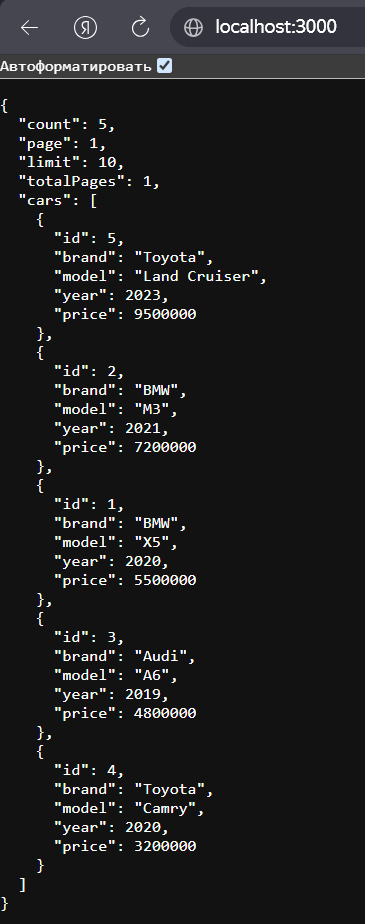 localhost:3000
Автоформатировать
{
  "count": 5,
  "page": 1,
  "limit": 10,
  "totalPages": 1,
  "cars": [
    {
      "id": 5,
      "brand": "Toyota",
      "model": "Land Cruiser",
      "year": 2023,
      "price": 9500000
    },
    {
      "id": 2,
      "brand": "BMW",
      "model": "M3",
      "year": 2021,
      "price": 7200000
    },
    {
      "id": 1,
      "brand": "BMW",
      "model": "X5",
      "year": 2020,
      "price": 5500000
    },
    {
      "id": 3,
      "brand": "Audi",
      "model": "A6",
      "year": 2019,
      "price": 4800000
    },
    {
      "id": 4,
      "brand": "Toyota",
      "model": "Camry",
      "year": 2020,
      "price": 3200000
    }
  ]
}